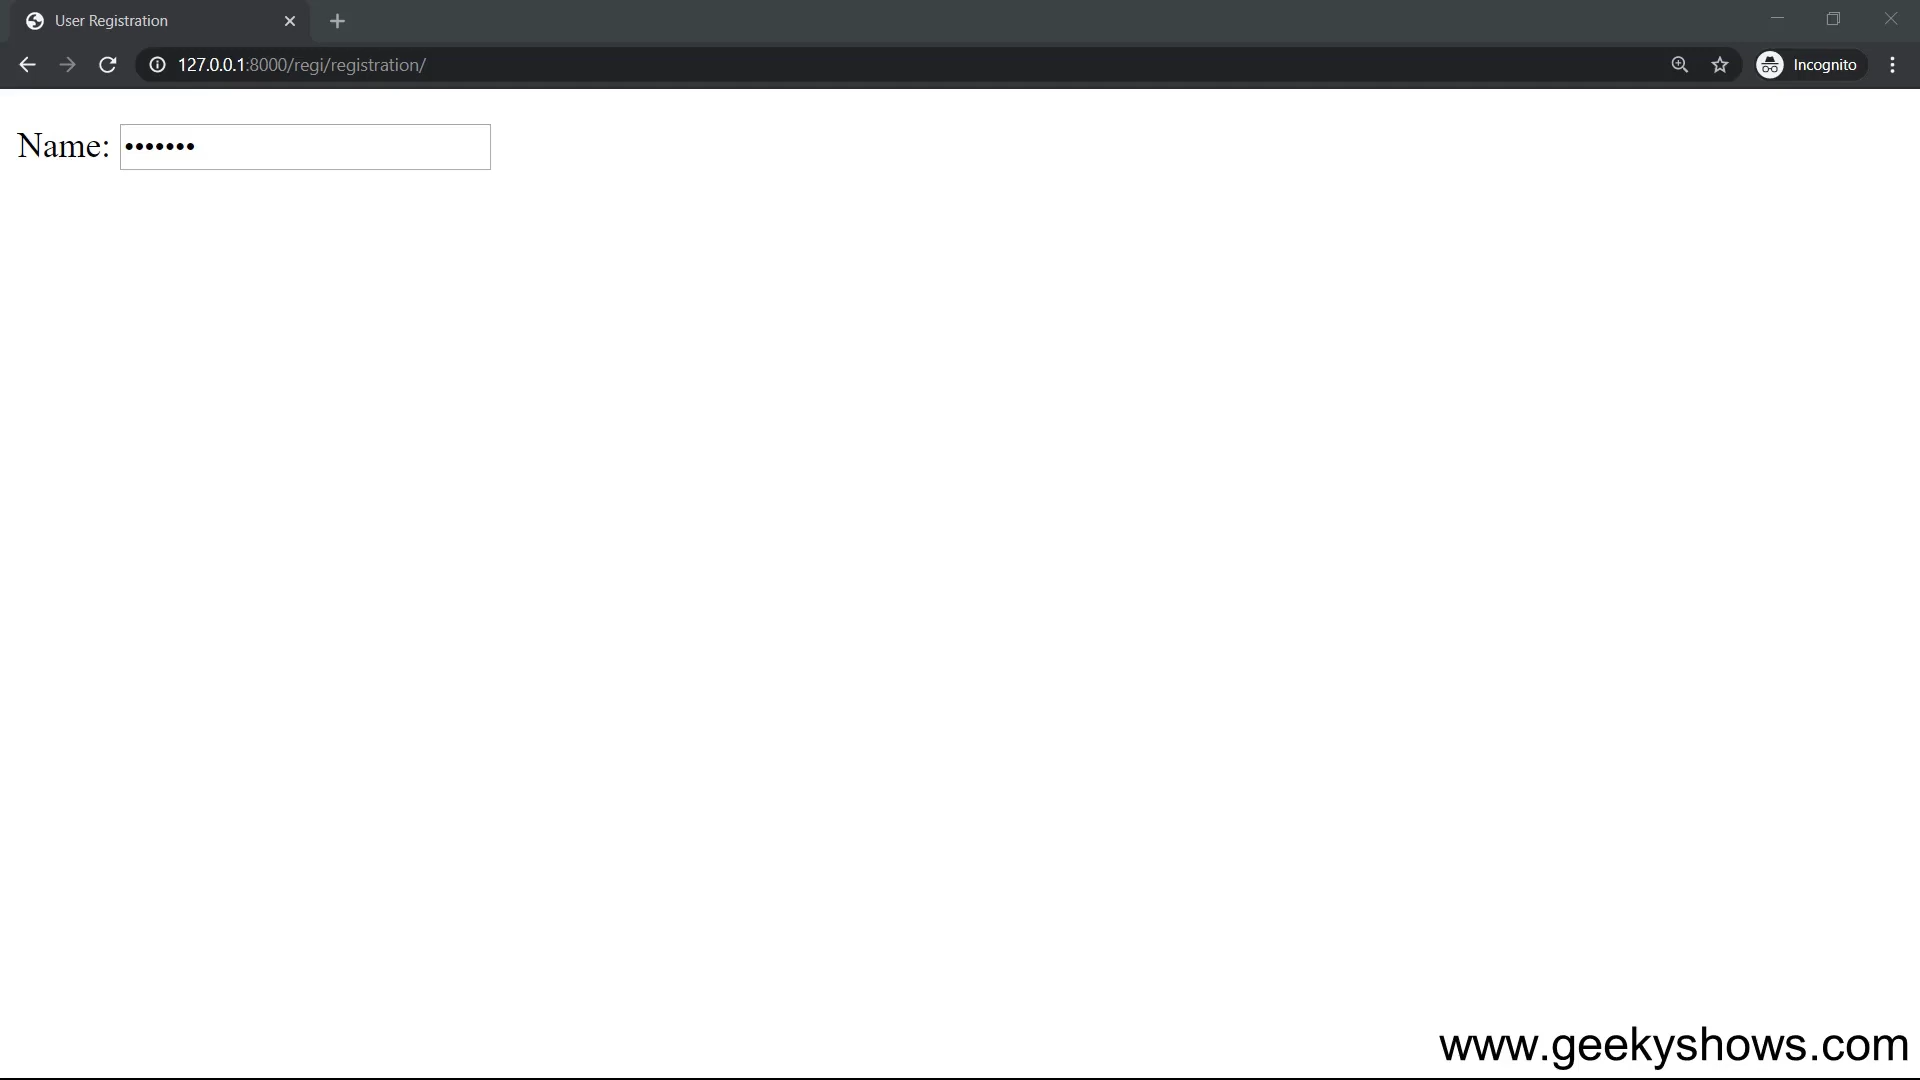 User Registration
127.0.0.1:8000/regi/registration/
Incognito
Name: •••••••
www.geekyshows.com